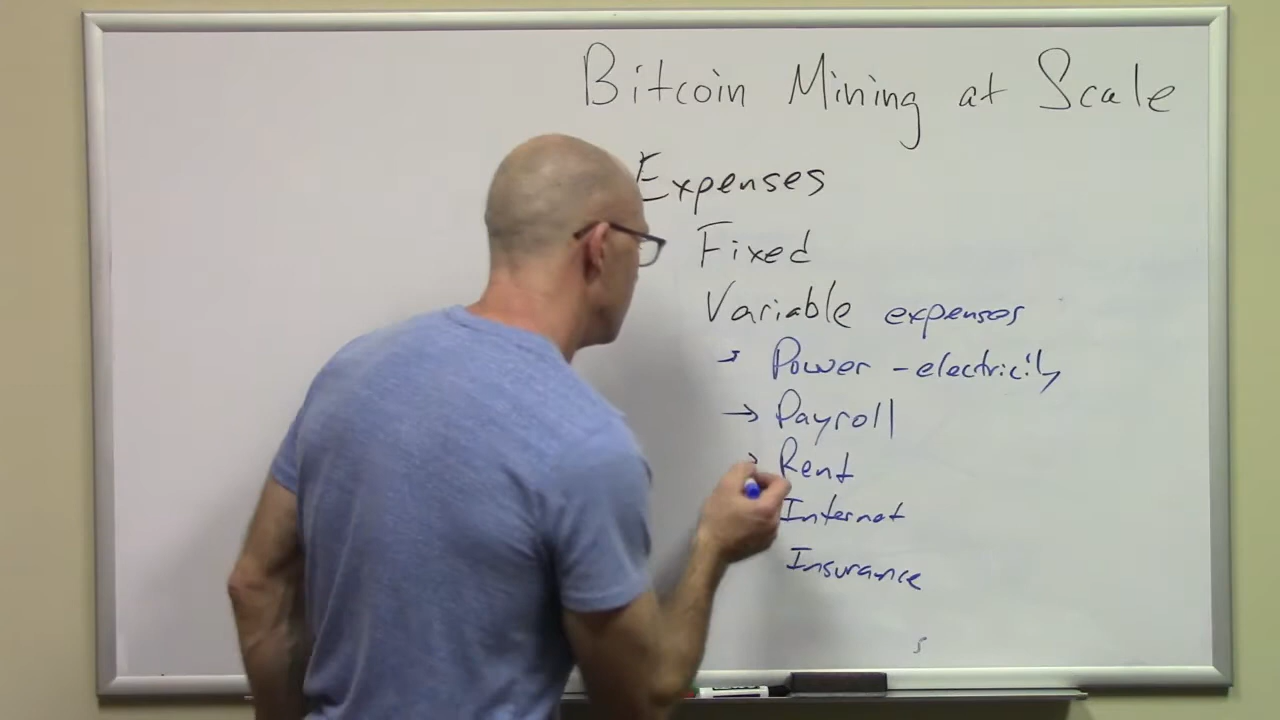 Bitcoin Mining at Scale
Expenses
Fixed
Variable expenses
→ Power - electricity
→ Payroll
→ Rent
Internet
Insurance